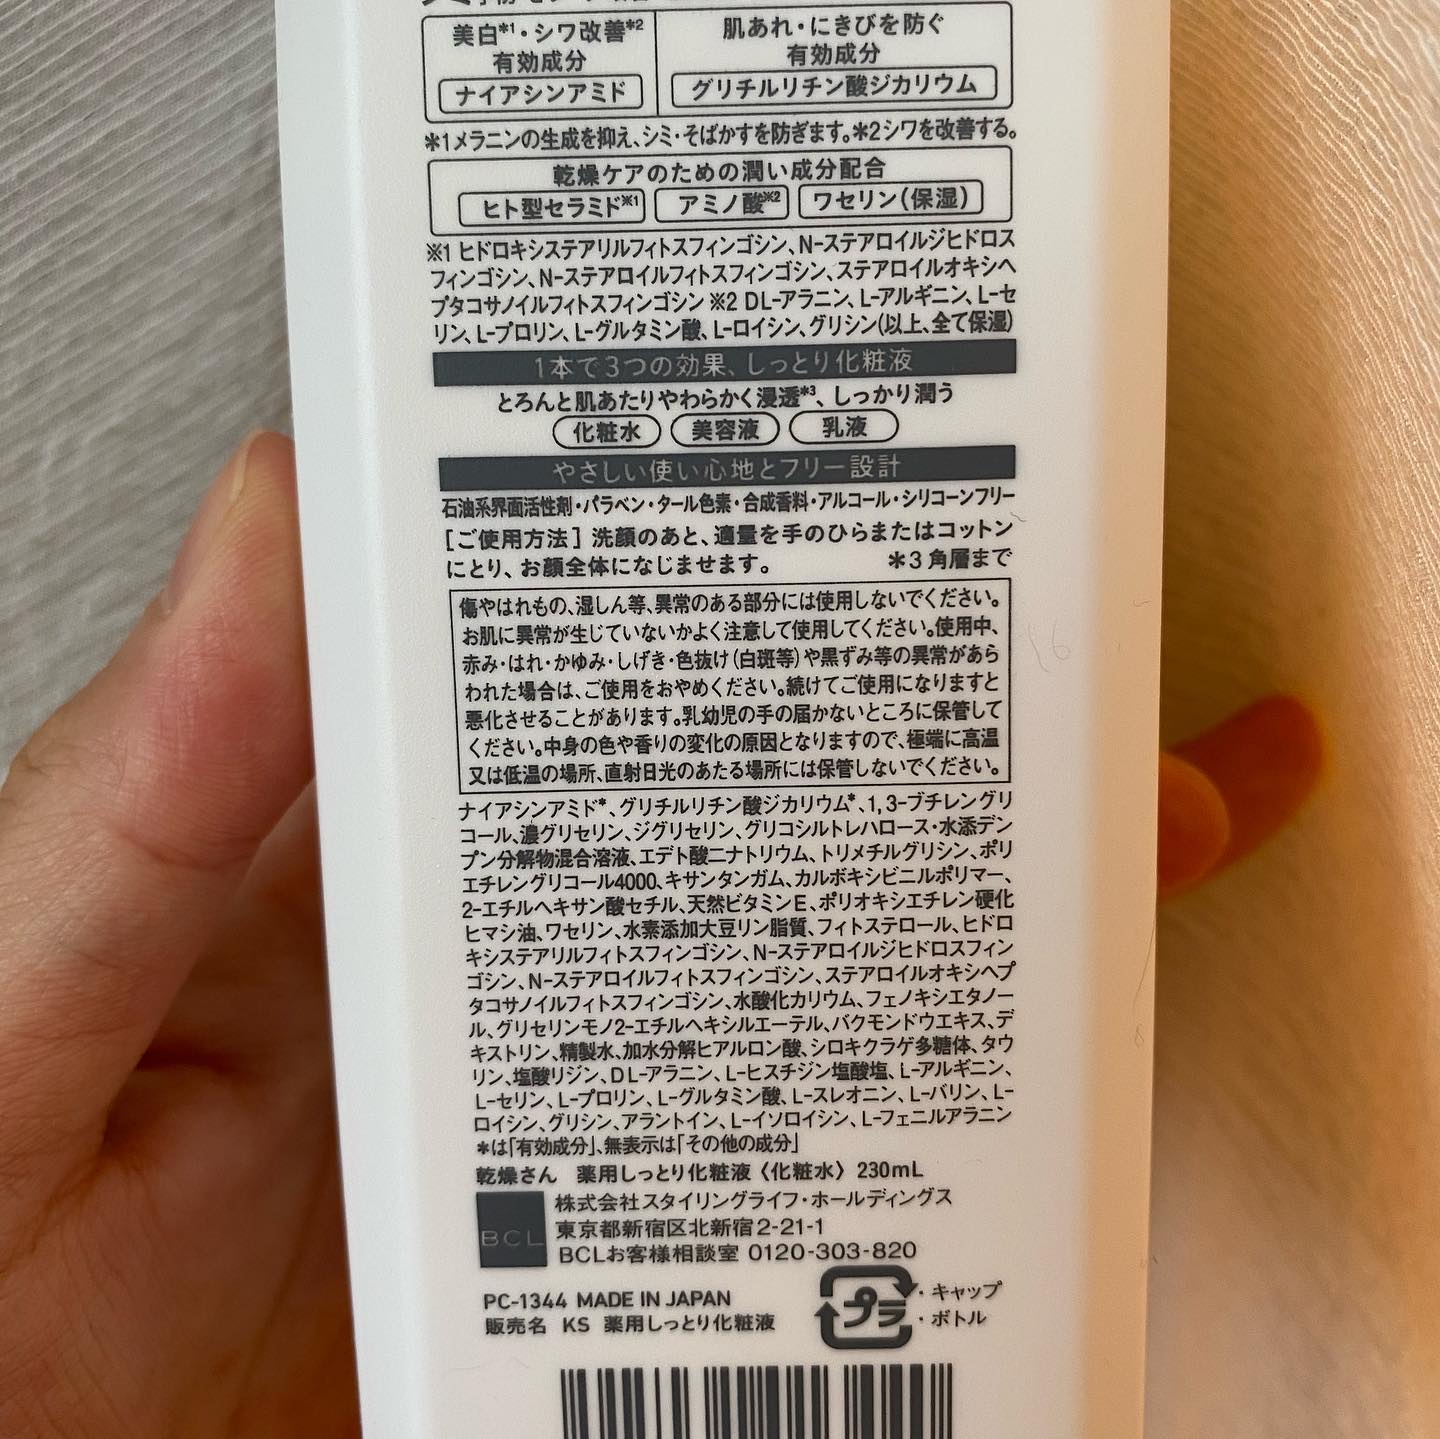 美白*1・シワ改善*2
有効成分
ナイアシンアミド
肌あれ・にきびを防ぐ
有効成分
グリチルリチン酸ジカリウム
*1メラニンの生成を抑え、シミ・そばかすを防ぎます。*2シワを改善する。
乾燥ケアのための潤い成分配合
ヒト型セラミド※1 アミノ酸※2 ワセリン(保湿)
※1 ヒドロキシステアリルフィトスフィンゴシン、N-ステアロイルジヒドロス
フィンゴシン、N-ステアロイルフィトスフィンゴシン、ステアロイルオキシヘ
プタコサノイルフィトスフィンゴシン ※2 DL-アラニン、L-アルギニン、L-セ
リン、L-プロリン、L-グルタミン酸、L-ロイシン、グリシン(以上、全て保湿)
1本で3つの効果、しっとり化粧液
とろんと肌あたりやわらかく浸透*3、しっかり潤う
化粧水 美容液 乳液
やさしい使い心地とフリー設計
石油系界面活性剤・パラベン・タール色素・合成香料・アルコール・シリコーンフリー
[ご使用方法] 洗顔のあと、適量を手のひらまたはコットン
にとり、お顔全体になじませます。 *3 角層まで
傷やはれもの、湿しん等、異常のある部分には使用しないでください。
お肌に異常が生じていないかよく注意して使用してください。使用中、
赤み・はれ・かゆみ・しげき・色抜け(白斑等)や黒ずみ等の異常があら
われた場合は、ご使用をおやめください。続けてご使用になりますと
悪化させることがあります。乳幼児の手の届かないところに保管して
ください。中身の色や香りの変化の原因となりますので、極端に高温
又は低温の場所、直射日光のあたる場所には保管しないでください。
ナイアシンアミド*、グリチルリチン酸ジカリウム*、1,3-ブチレングリ
コール、濃グリセリン、ジグリセリン、グリコシルトレハロース・水添デン
プン分解物混合溶液、エデト酸二ナトリウム、トリメチルグリシン、ポリ
エチレングリコール4000、キサンタンガム、カルボキシビニルポリマー、
2-エチルヘキサン酸セチル、天然ビタミンE、ポリオキシエチレン硬化
ヒマシ油、ワセリン、水素添加大豆リン脂質、フィトステロール、ヒドロ
キシステアリルフィトスフィンゴシン、N-ステアロイルジヒドロスフィン
ゴシン、N-ステアロイルフィトスフィンゴシン、ステアロイルオキシヘプ
タコサノイルフィトスフィンゴシン、水酸化カリウム、フェノキシエタノー
ル、グリセリンモノ2-エチルヘキシルエーテル、バクモンドウエキス、デ
キストリン、精製水、加水分解ヒアルロン酸、シロキクラゲ多糖体、タウ
リン、塩酸リジン、DL-アラニン、L-ヒスチジン塩酸塩、L-アルギニン、
L-セリン、L-プロリン、L-グルタミン酸、L-スレオニン、L-バリン、L-
ロイシン、グリシン、アラントイン、L-イソロイシン、L-フェニルアラニン
*は「有効成分」、無表示は「その他の成分」
乾燥さん 薬用しっとり化粧液〈化粧水〉 230mL
BCL
株式会社スタイリングライフ・ホールディングス
東京都新宿区北新宿2-21-1
BCLお客様相談室 0120-303-820
PC-1344 MADE IN JAPAN
販売名 KS 薬用しっとり化粧液
プラ
・キャップ
・ボトル